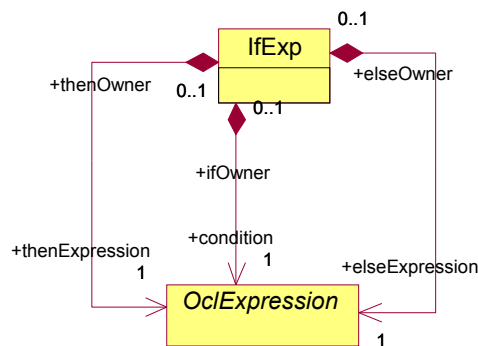 0..1
IfExp
+thenOwner
+elseOwner
0..1
0..1
+ifOwner
+condition
+thenExpression
+elseExpression
1
1
OclExpression
1